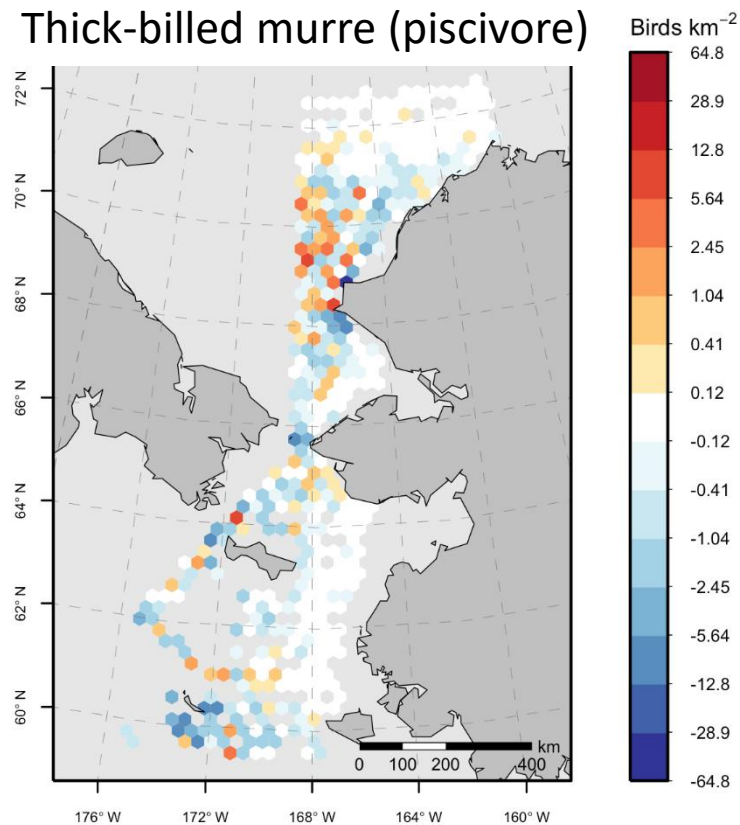 Thick-billed murre (piscivore)
Birds km⁻²
64.8
28.9
12.8
5.64
2.45
1.04
0.41
0.12
-0.12
-0.41
-1.04
-2.45
-5.64
-12.8
-28.9
-64.8
72° N
70° N
68° N
66° N
64° N
62° N
60° N
km
0 100 200 400
176° W 172° W 168° W 164° W 160° W